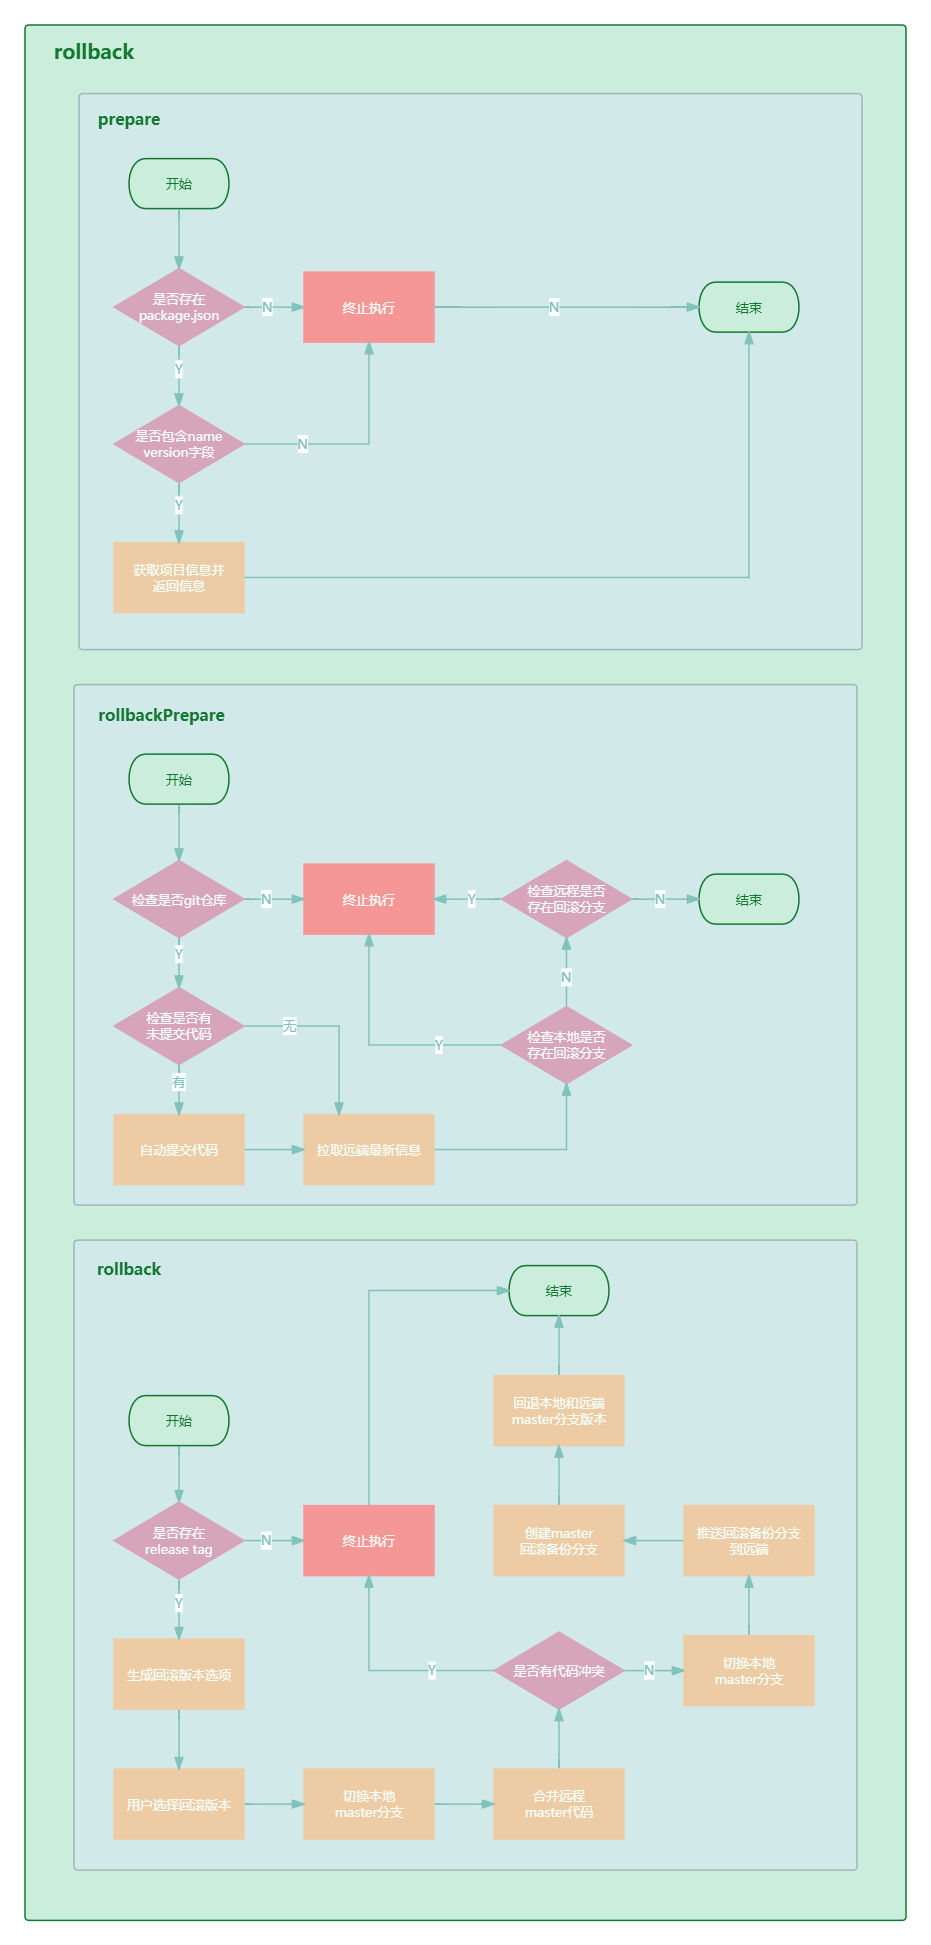 rollback
prepare
开始
是否存在
package.json
N
终止执行
N
结束
Y
是否包含name
version字段
N
Y
获取项目信息并
返回信息
rollbackPrepare
开始
检查是否git仓库
N
终止执行
Y
检查远程是否
存在回滚分支
N
结束
Y
N
检查是否有
未提交代码
无
Y
检查本地是否
存在回滚分支
有
自动提交代码
拉取远端最新信息
rollback
结束
回退本地和远端
master分支版本
开始
是否存在
release tag
N
终止执行
创建master
回滚备份分支
推送回滚备份分支
到远端
Y
生成回滚版本选项
Y
是否有代码冲突
N
切换本地
master分支
用户选择回滚版本
切换本地
master分支
合并远程
master代码